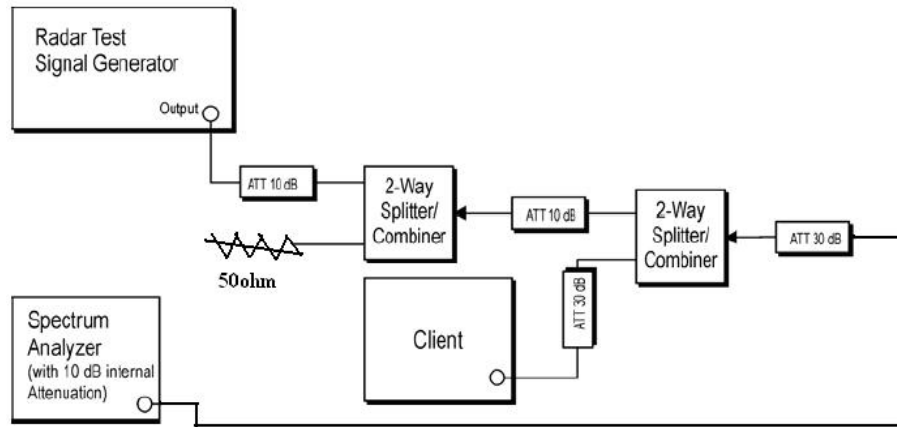 Radar Test
Signal Generator
Output
ATT 10 dB
2-Way
Splitter/
Combiner
ATT 10 dB
2-Way
Splitter/
Combiner
ATT 30 dB
50ohm
ATT 30 dB
Spectrum
Analyzer
(with 10 dB internal
Attenuation)
Client